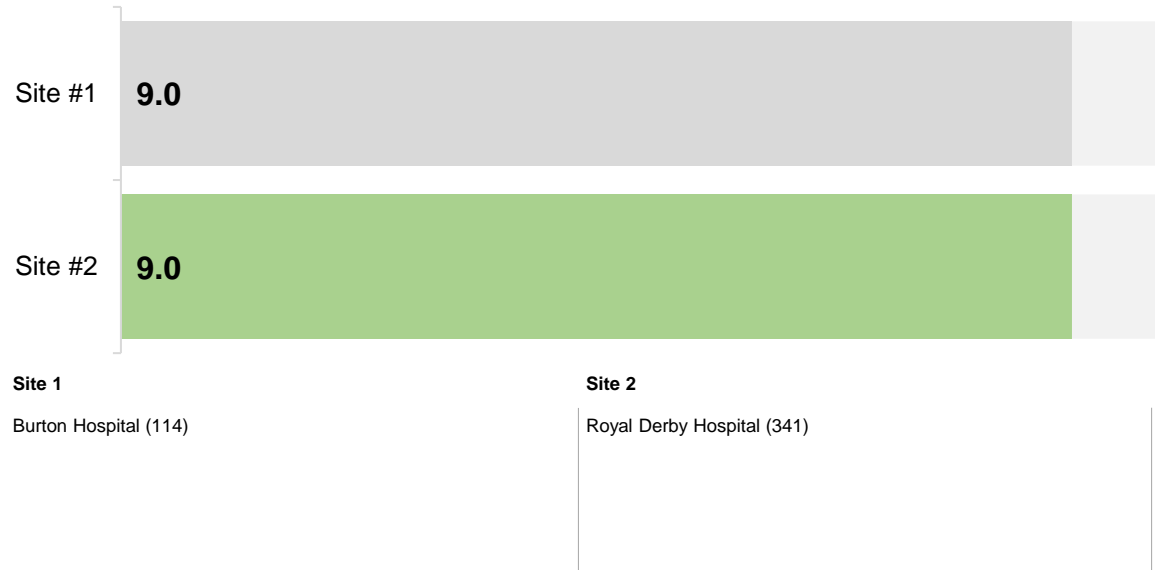 Site #1
9.0
Site #2
9.0
Site 1
Site 2
Burton Hospital (114)
Royal Derby Hospital (341)